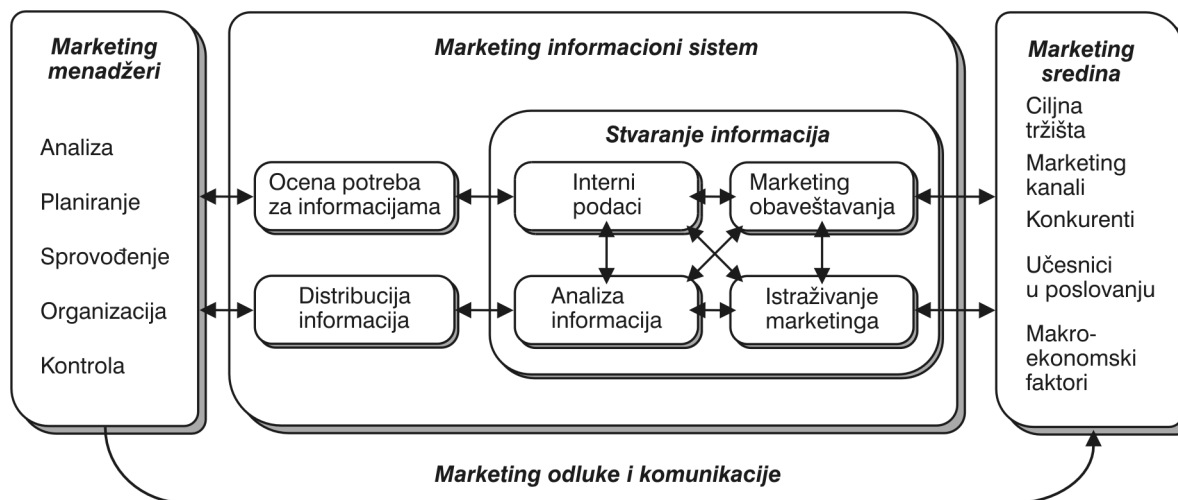 Marketing
menadžeri
Analiza
Planiranje
Sprovođenje
Organizacija
Kontrola
Marketing informacioni sistem
Ocena potreba
za informacijama
Distribucija
informacija
Stvaranje informacija
Interni
podaci
Marketing
obaveštavanja
Analiza
informacija
Istraživanje
marketinga
Marketing
sredina
Ciljna
tržišta
Marketing
kanali
Konkurenti
Učesnici
u poslovanju
Makro-
ekonomski
faktori
Marketing odluke i komunikacije